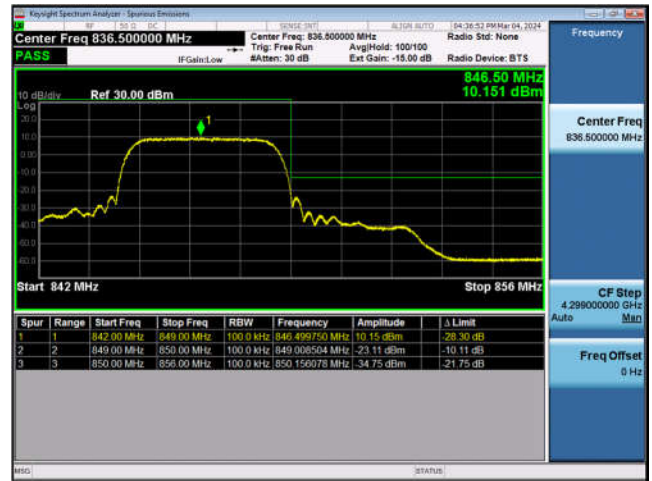 Keysight Spectrum Analyzer - Spurious Emissions
RF 50 Ω DC SENSE:INT ALIGN AUTO 04:36:52 PM Mar 04, 2024
Center Freq 836.500000 MHz Center Freq: 836.500000 MHz Radio Std: None
Trig: Free Run Avg|Hold: 100/100
PASS IFGain:Low #Atten: 30 dB Ext Gain: -15.00 dB Radio Device: BTS
Frequency
846.50 MHz
10 dB/div Ref 30.00 dBm 10.151 dBm
Log
20.0
10.0
0.00
-10.0
-20.0
-30.0
-40.0
-50.0
-60.0
1
Start 842 MHz Stop 856 MHz
Spur Range Start Freq Stop Freq RBW Frequency Amplitude Δ Limit
1 1 842.00 MHz 849.00 MHz 100.0 kHz 846.499750 MHz 10.15 dBm -28.30 dB
2 2 849.00 MHz 850.00 MHz 100.0 kHz 849.008504 MHz -23.11 dBm -10.11 dB
3 3 850.00 MHz 856.00 MHz 100.0 kHz 850.156078 MHz -34.75 dBm -21.75 dB
Center Freq
836.500000 MHz
CF Step
4.299000000 GHz
Auto Man
Freq Offset
0 Hz
MSG STATUS